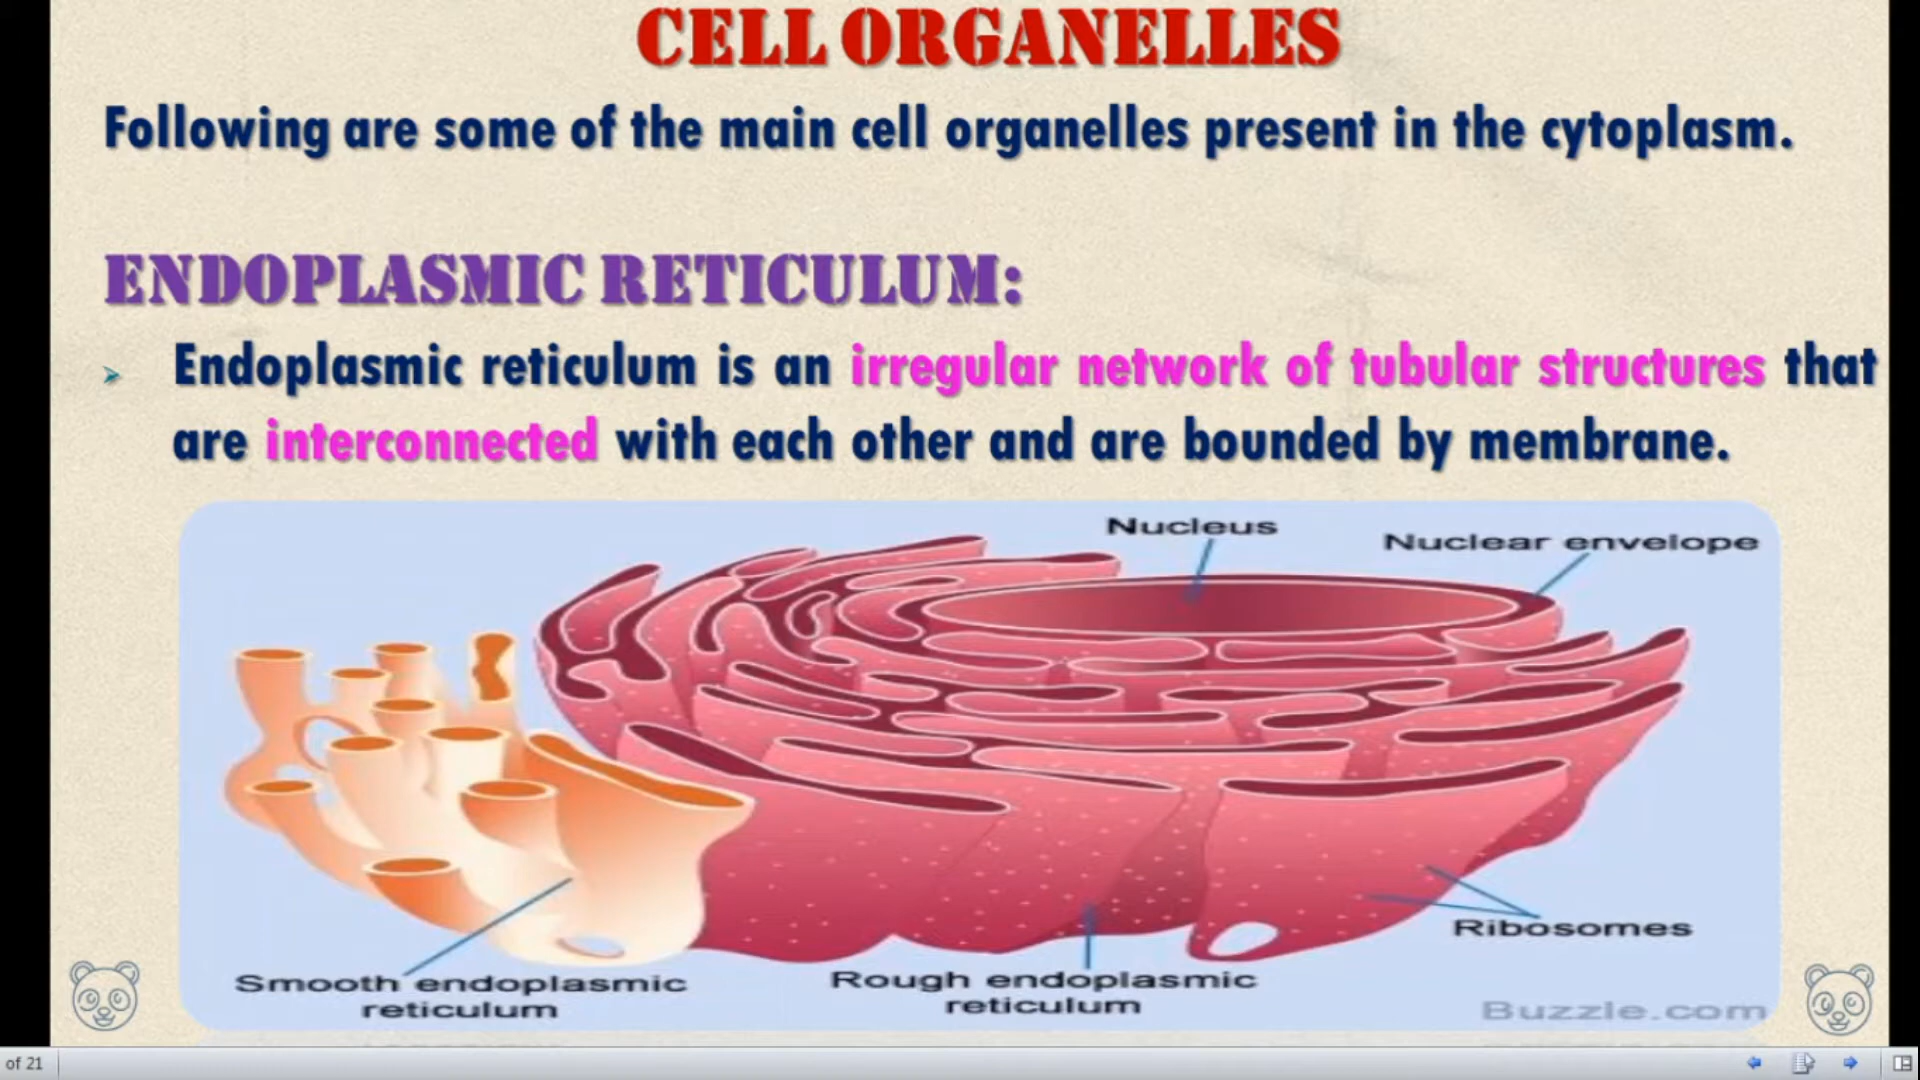 CELL ORGANELLES
Following are some of the main cell organelles present in the cytoplasm.
ENDOPLASMIC RETICULUM:
Endoplasmic reticulum is an irregular network of tubular structures that
are interconnected with each other and are bounded by membrane.
Nucleus
Nuclear envelope
Ribosomes
Smooth endoplasmic
reticulum
Rough endoplasmic
reticulum
Buzzle.com
of 21